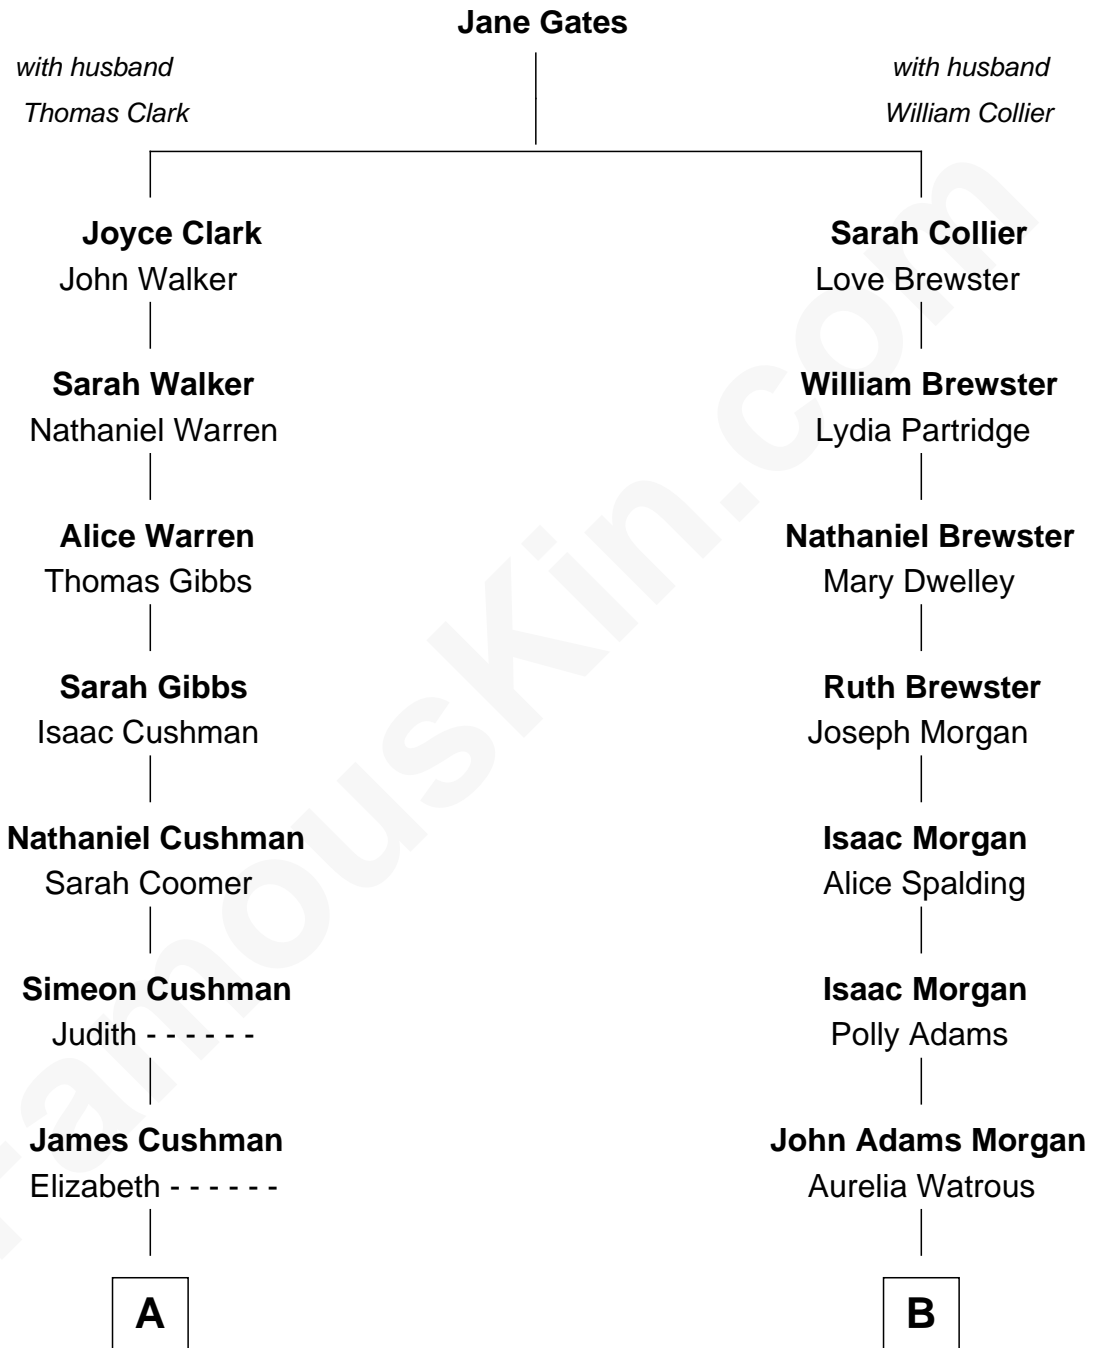 Jane Gates
with husband
Thomas Clark
with husband
William Collier
Joyce Clark
John Walker
Sarah Collier
Love Brewster
Sarah Walker
Nathaniel Warren
William Brewster
Lydia Partridge
Alice Warren
Thomas Gibbs
Nathaniel Brewster
Mary Dwelley
Sarah Gibbs
Isaac Cushman
Ruth Brewster
Joseph Morgan
Nathaniel Cushman
Sarah Coomer
Isaac Morgan
Alice Spalding
Simeon Cushman
Judith - - - - - -
Isaac Morgan
Polly Adams
James Cushman
Elizabeth - - - - - -
John Adams Morgan
Aurelia Watrous
A
B
FamousKin.com